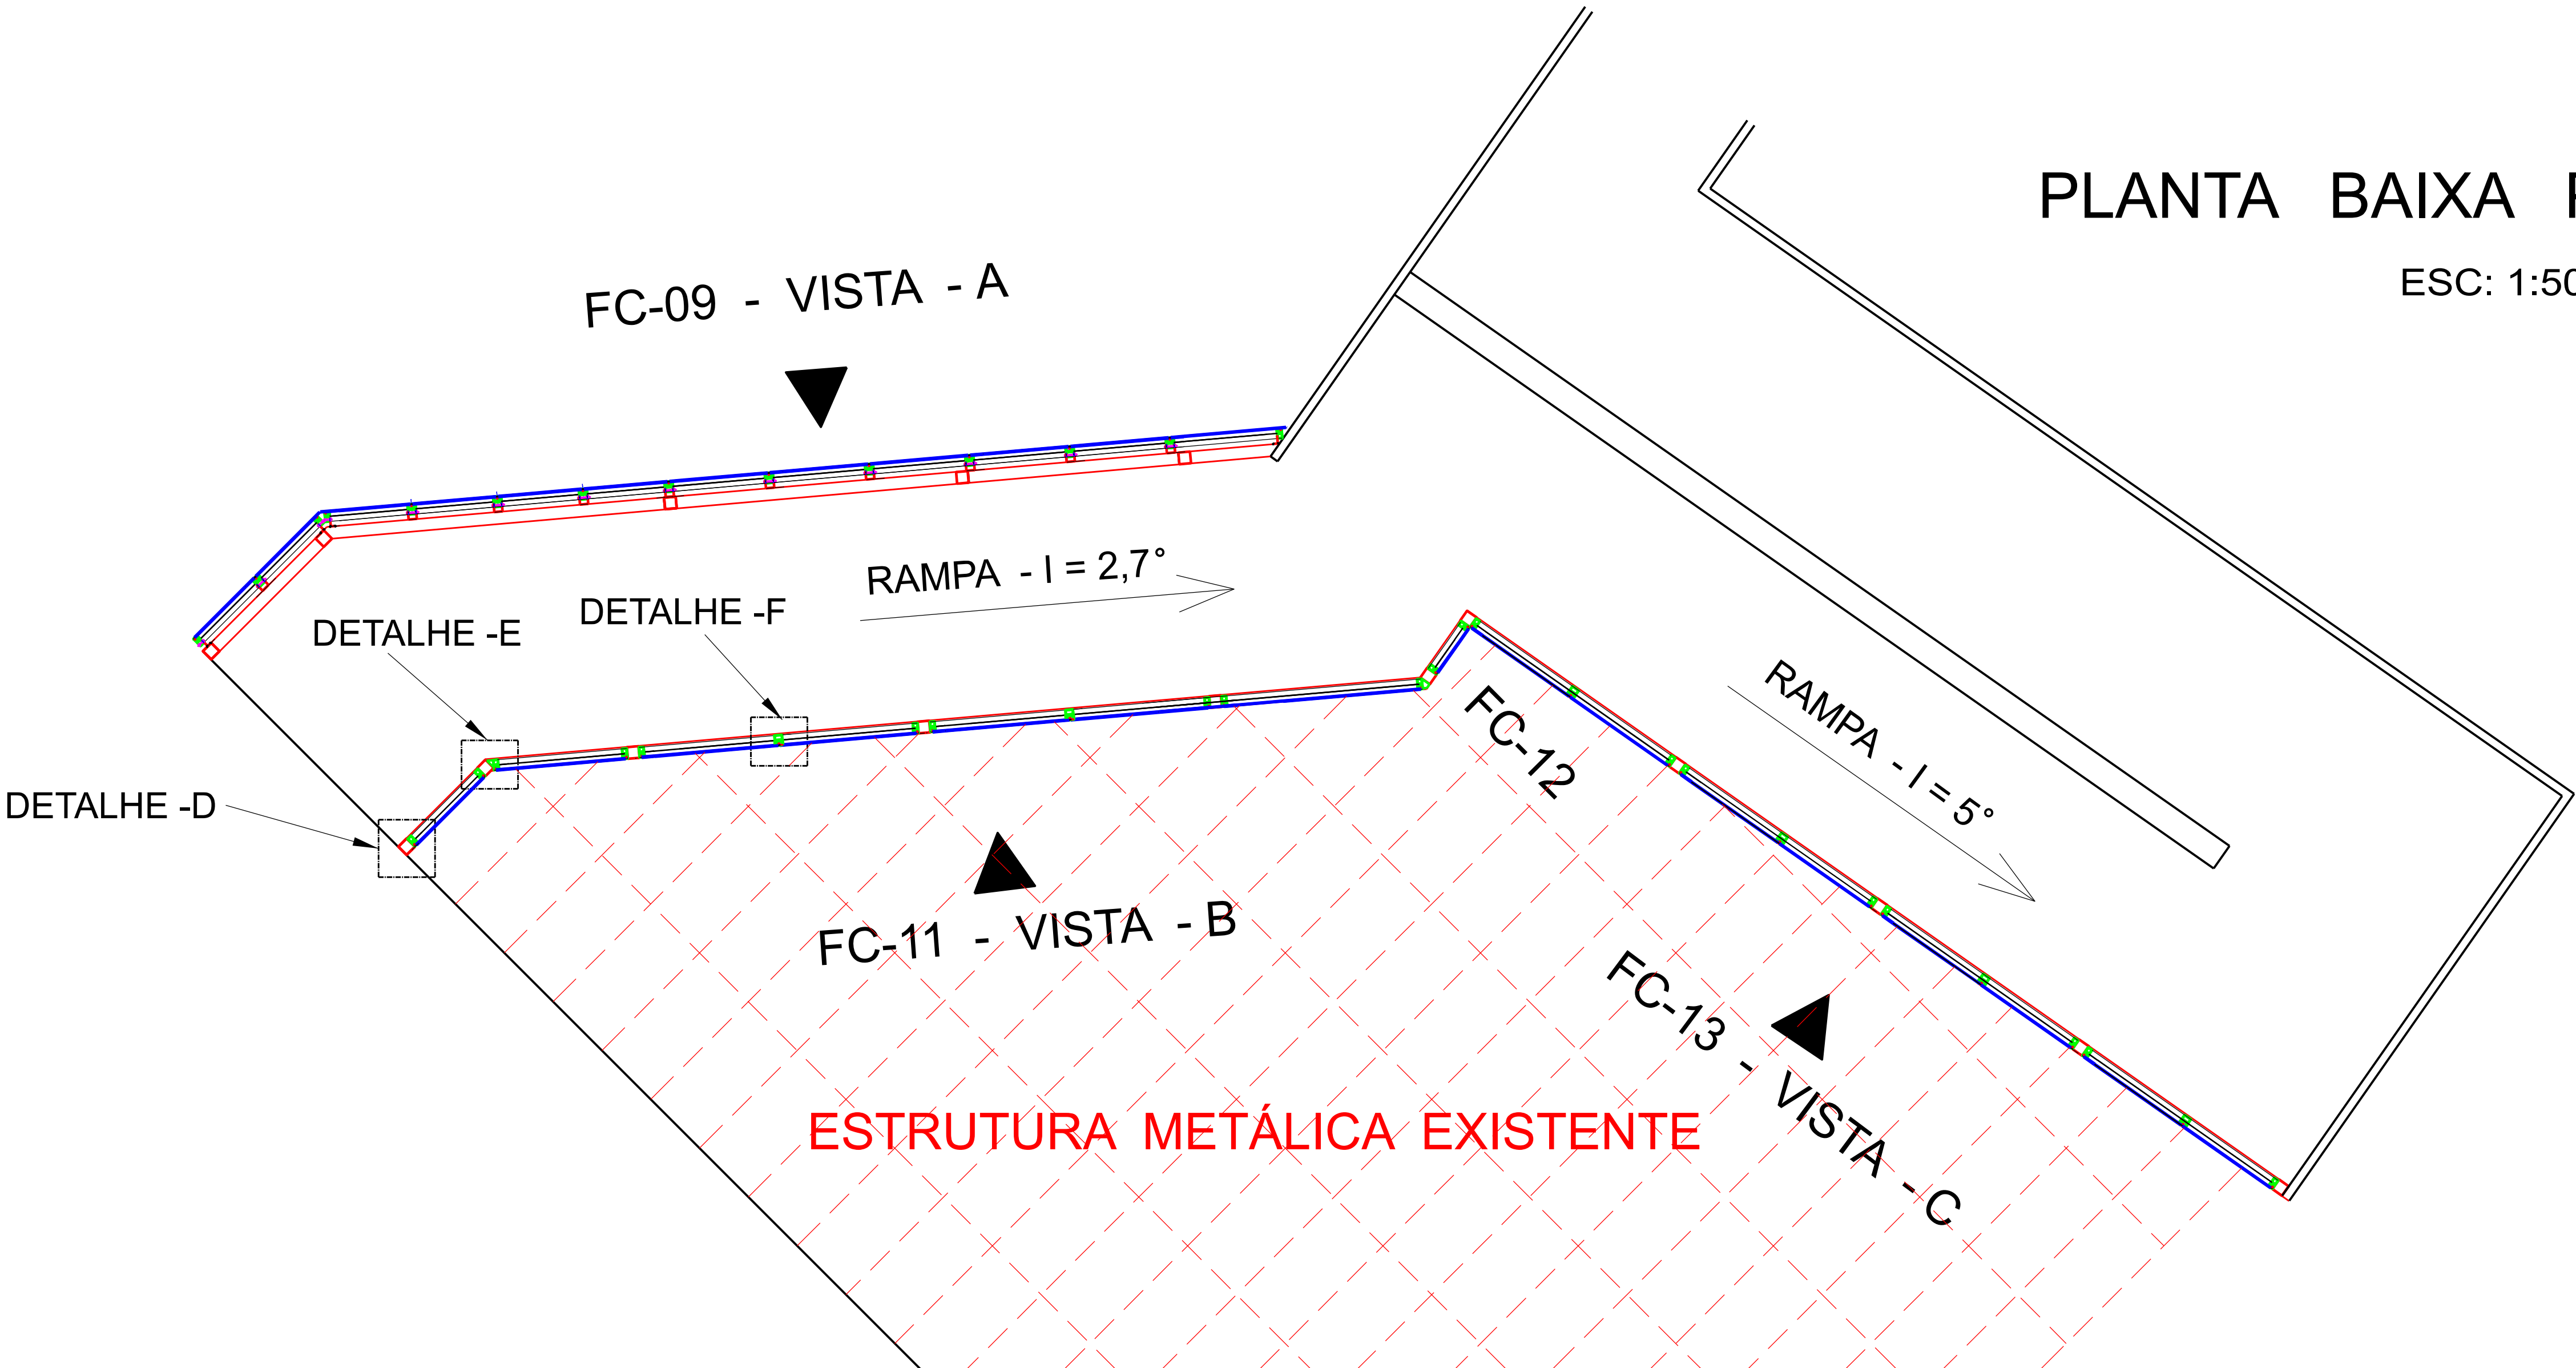 PLANTA BAIXA
ESC: 1:50
FC-09 - VISTA - A
RAMPA - I = 2,7°
DETALHE -F
DETALHE -E
DETALHE -D
FC-12
RAMPA - I = 5°
FC-11 - VISTA - B
FC-13 - VISTA - C
ESTRUTURA METÁLICA EXISTENTE